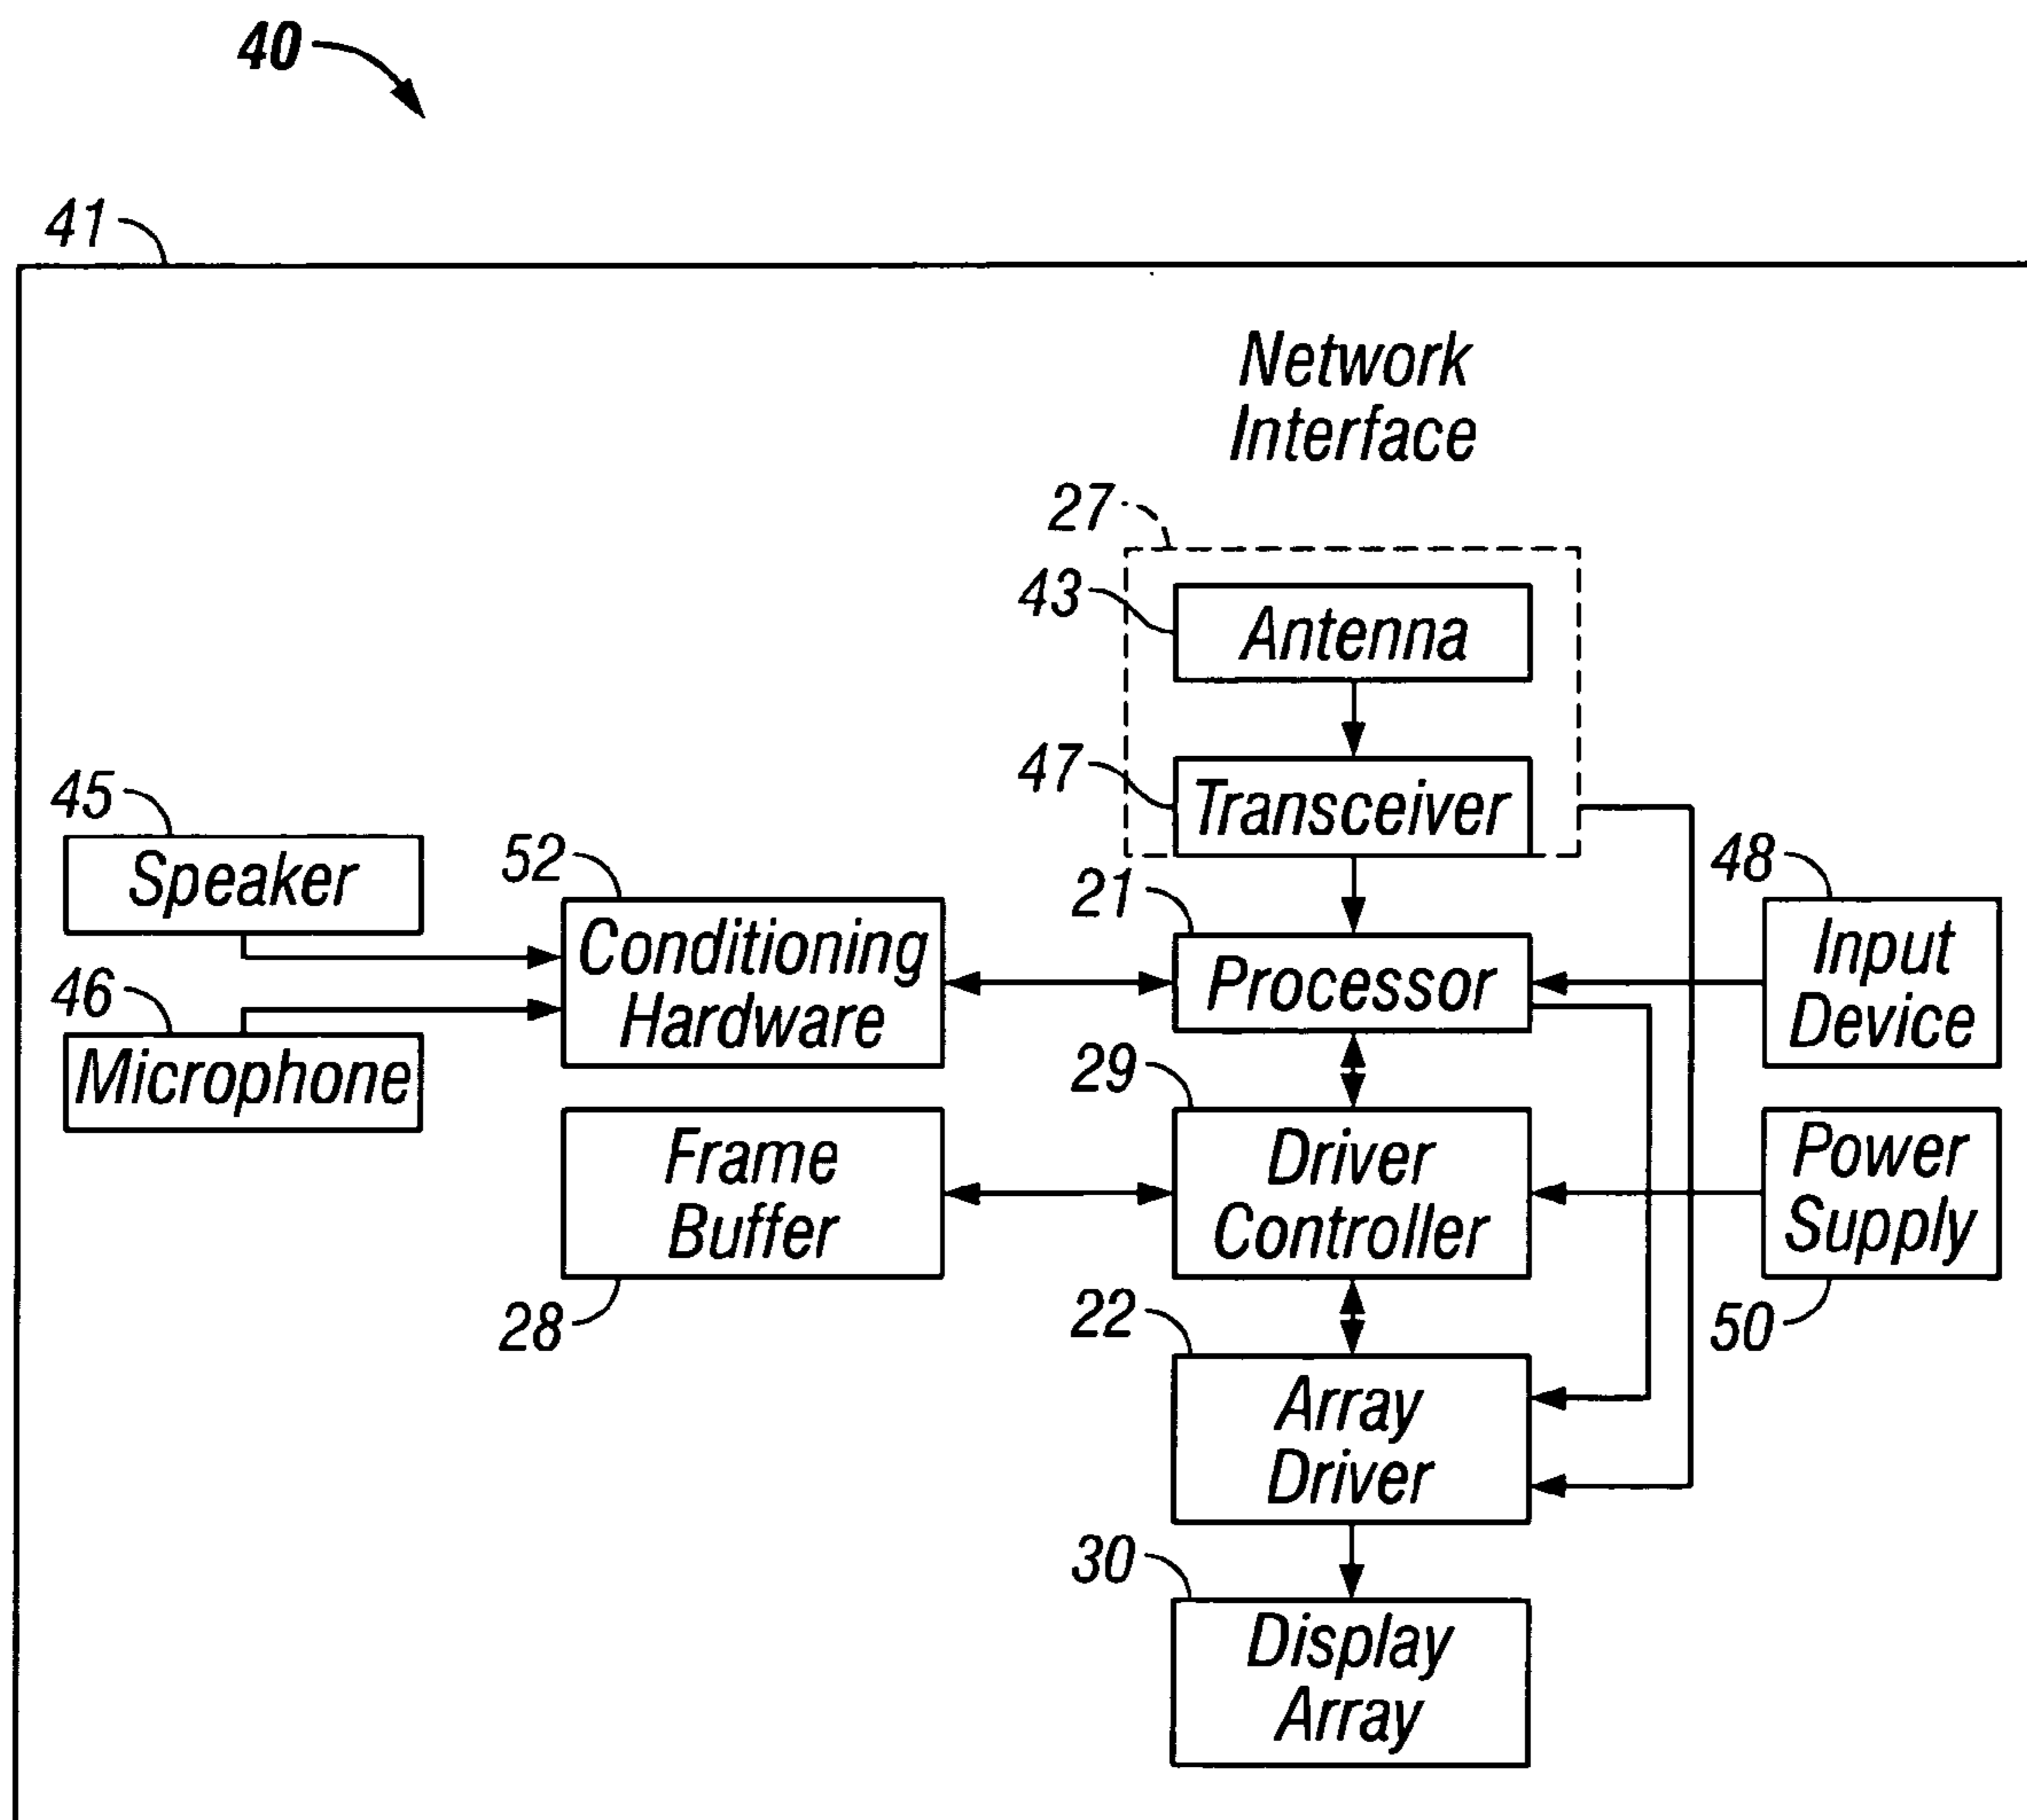 40
41
Network
Interface
27
43
Antenna
47
Transceiver
45
Speaker
52
Conditioning
Hardware
21
Processor
48
Input
Device
46
Microphone
29
Driver
Controller
Frame
Buffer
28
Power
Supply
50
22
Array
Driver
30
Display
Array